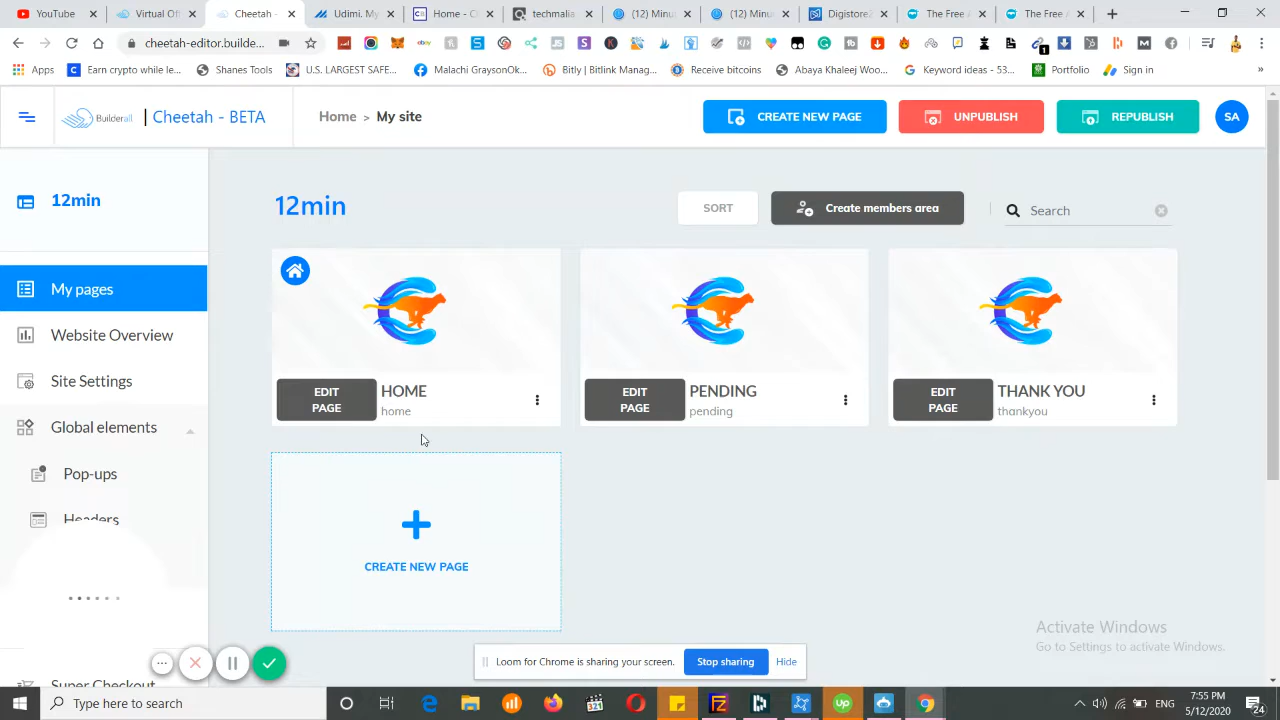 YouTube
Virtual Of
Cheetah -
Udimi. My
Home - C
techmalis
(12) Minu
(12) Minu
Digistore
The Free A
The Free A
cheetah-editor.builde...
Apps
Earn crypto while le...
Shanes Tools
U.S. LARGEST SAFE...
Malachi GraysonOk...
Bitly | Bitlink Manag...
Receive bitcoins
Abaya Khaleej Woo...
Keyword ideas - 53...
Portfolio
Sign in
»
Builderall
Cheetah - BETA
Home > My site
CREATE NEW PAGE
UNPUBLISH
REPUBLISH
SA
12min
12min
SORT
Create members area
Search
My pages
Website Overview
Site Settings
Global elements
Pop-ups
Headers
Super Checkout
EDIT
PAGE
HOME
home
EDIT
PAGE
PENDING
pending
EDIT
PAGE
THANK YOU
thankyou
CREATE NEW PAGE
Activate Windows
Go to Settings to activate Windows.
Loom for Chrome is sharing your screen.
Stop sharing
Hide
Type here to search
321
Up
ENG
7:55 PM
5/12/2020
24